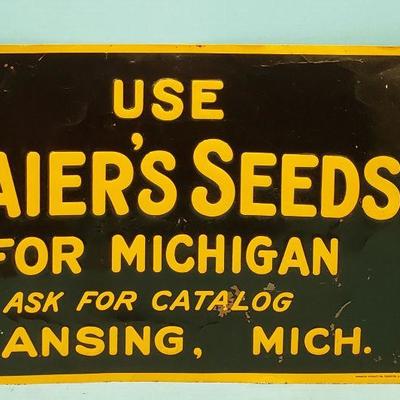 USE
AIER'S SEEDS
FOR MICHIGAN
ASK FOR CATALOG
ANSING, MICH.